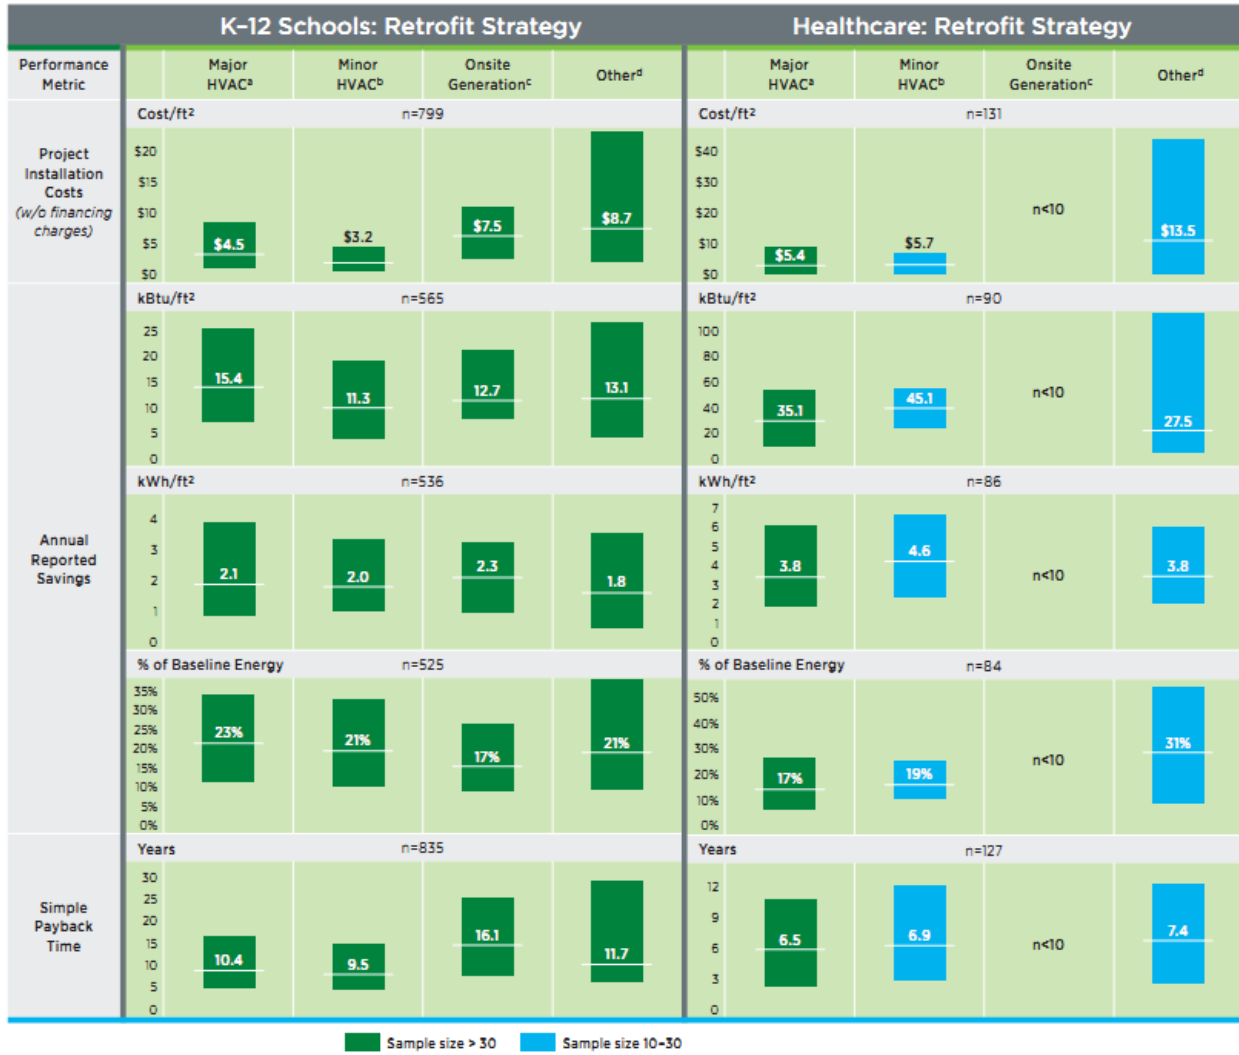 K–12 Schools: Retrofit Strategy
Healthcare: Retrofit Strategy
Performance
Metric
Major
HVACᵃ
Minor
HVACᵇ
Onsite
Generationᶜ
Otherᵈ
Major
HVACᵃ
Minor
HVACᵇ
Onsite
Generationᶜ
Otherᵈ
Project
Installation
Costs
(w/o financing
charges)
Cost/ft²
n=799
$20
$15
$10
$5
$0
$4.5
$3.2
$7.5
$8.7
Cost/ft²
n=131
$40
$30
$20
$10
$0
$5.4
$5.7
n<10
$13.5
Annual
Reported
Savings
kBtu/ft²
n=565
25
20
15
10
5
0
15.4
11.3
12.7
13.1
kBtu/ft²
n=90
100
80
60
40
20
0
35.1
45.1
n<10
27.5
kWh/ft²
n=536
4
3
2
1
0
2.1
2.0
2.3
1.8
kWh/ft²
n=86
7
6
5
4
3
2
1
0
3.8
4.6
n<10
3.8
% of Baseline Energy
n=525
35%
30%
25%
20%
15%
10%
5%
0%
23%
21%
17%
21%
% of Baseline Energy
n=84
50%
40%
30%
20%
10%
0%
17%
19%
n<10
31%
Simple
Payback
Time
Years
n=835
30
25
20
15
10
5
0
10.4
9.5
16.1
11.7
Years
n=127
12
9
6
3
0
6.5
6.9
n<10
7.4
Sample size > 30
Sample size 10–30